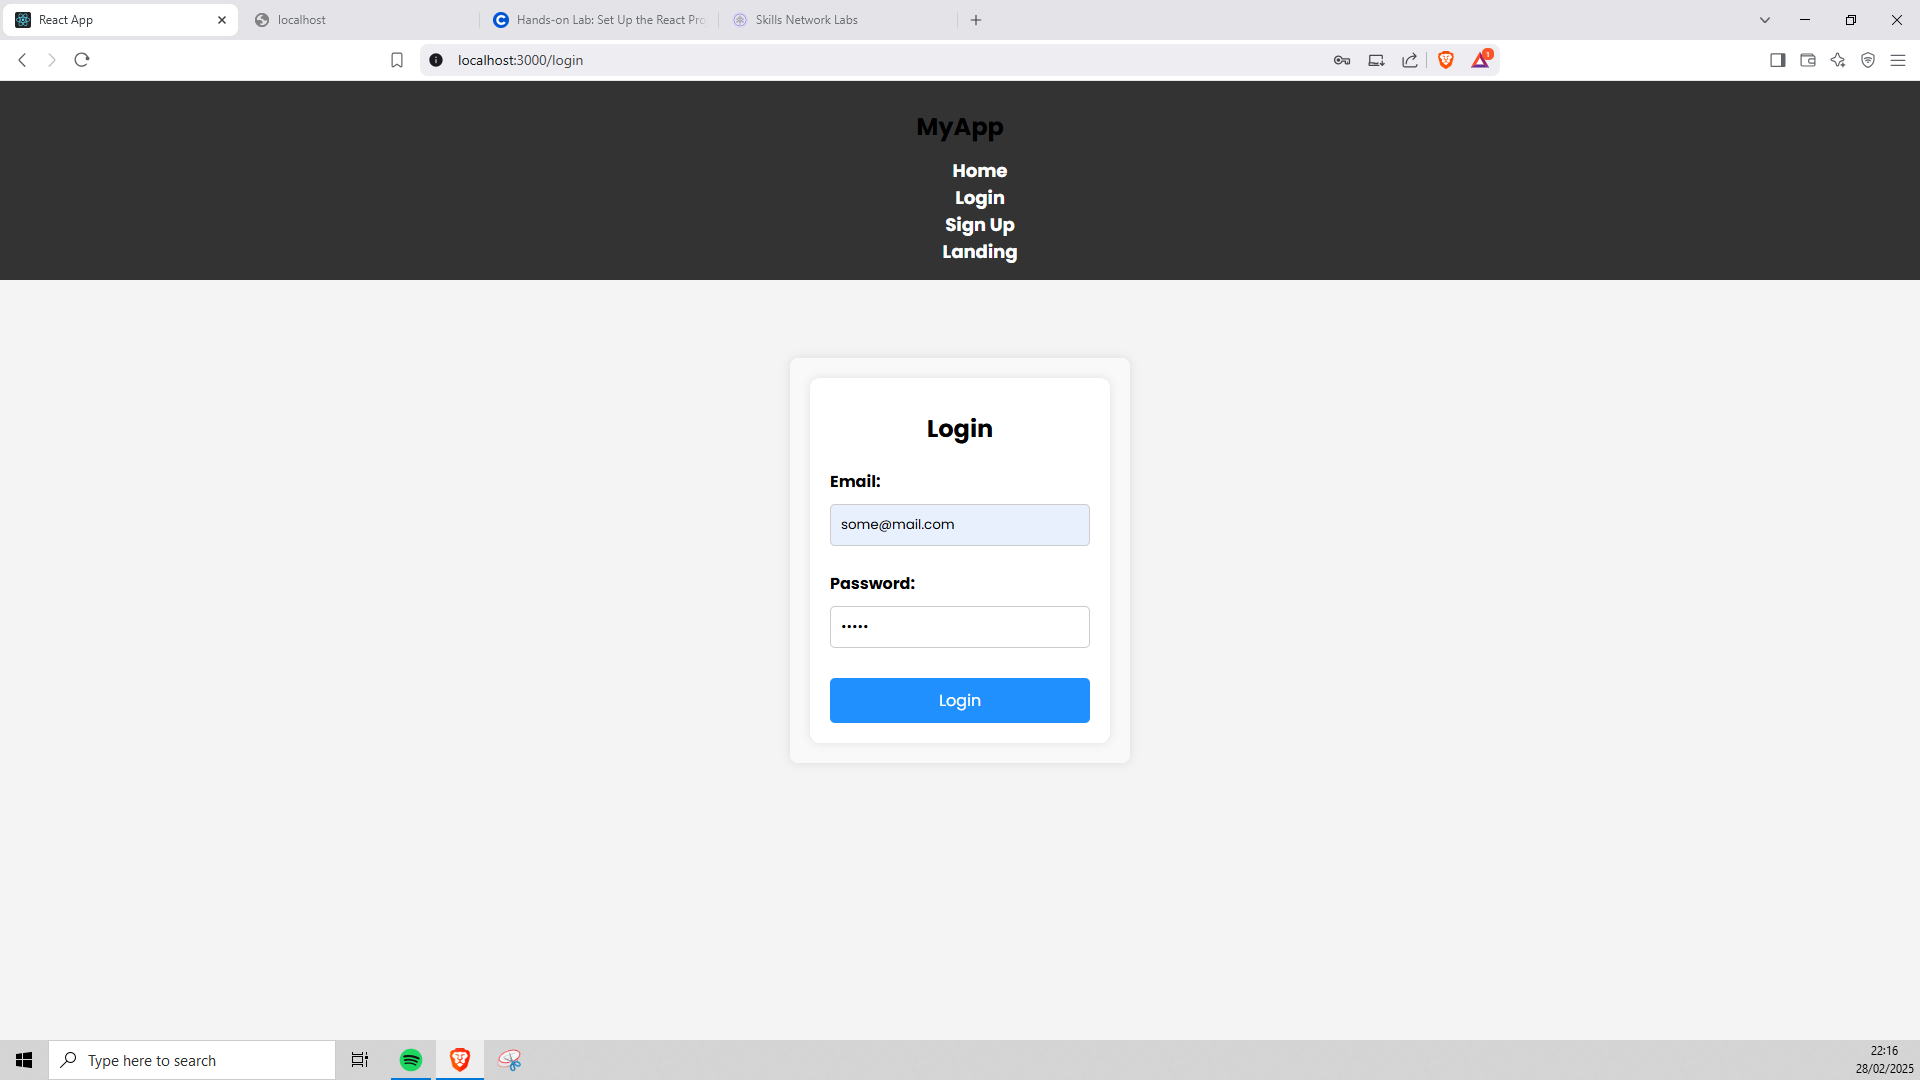 React App
localhost
Hands-on Lab: Set Up the React Pro
Skills Network Labs
localhost:3000/login
1
MyApp
Home
Login
Sign Up
Landing
Login
Email:
some@mail.com
Password:
•••••
Login
Type here to search
22:16
28/02/2025